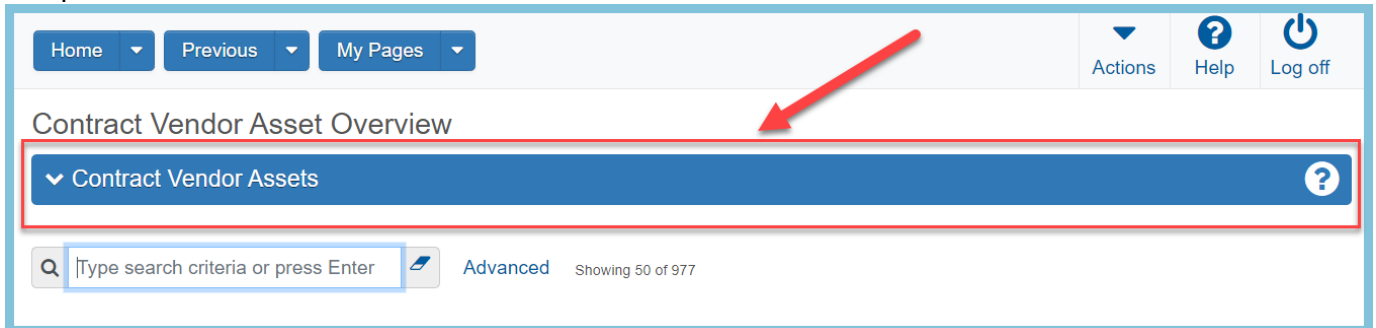 Home Previous My Pages
Actions Help Log off
Contract Vendor Asset Overview
Contract Vendor Assets ?
Type search criteria or press Enter Advanced Showing 50 of 977